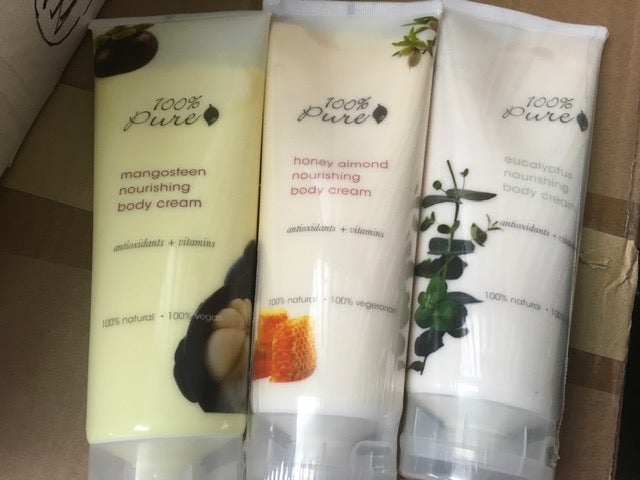 100%
Pure
mangosteen
nourishing
body cream
antioxidants + vitamins
100% natural • 100% vegan
100%
Pure
honey almond
nourishing
body cream
antioxidants + vitamins
100% natural • 100% vegetarian
100%
Pure
eucalyptus
nourishing
body cream
antioxidants +
100% natural •